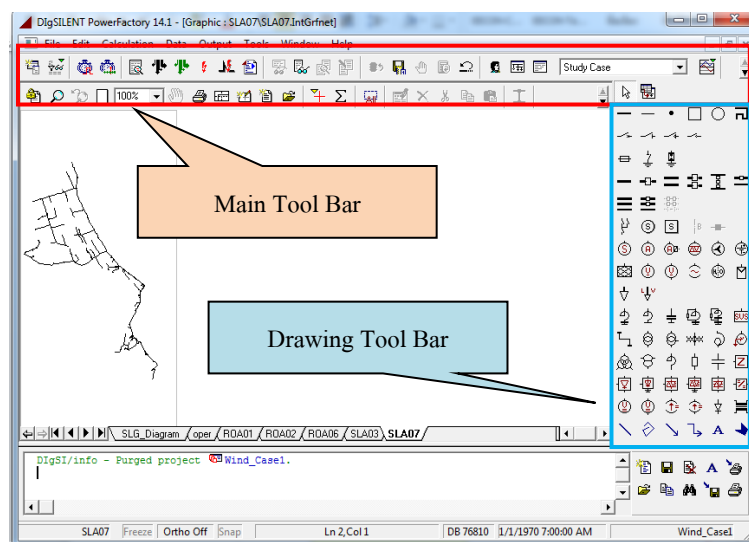 DIgSILENT PowerFactory 14.1 - [Graphic : SLA07\SLA07.IntGrfnet]
File Edit Calculation Data Output Tools Window Help
Study Case
100%
Main Tool Bar
Drawing Tool Bar
SLG_Diagram oper ROA01 ROA02 ROA06 SLA03 SLA07
DIgSI/info - Purged project Wind_Case1.
SLA07 Freeze Ortho Off Snap Ln 2,Col 1 DB 76810 1/1/1970 7:00:00 AM Wind_Case1